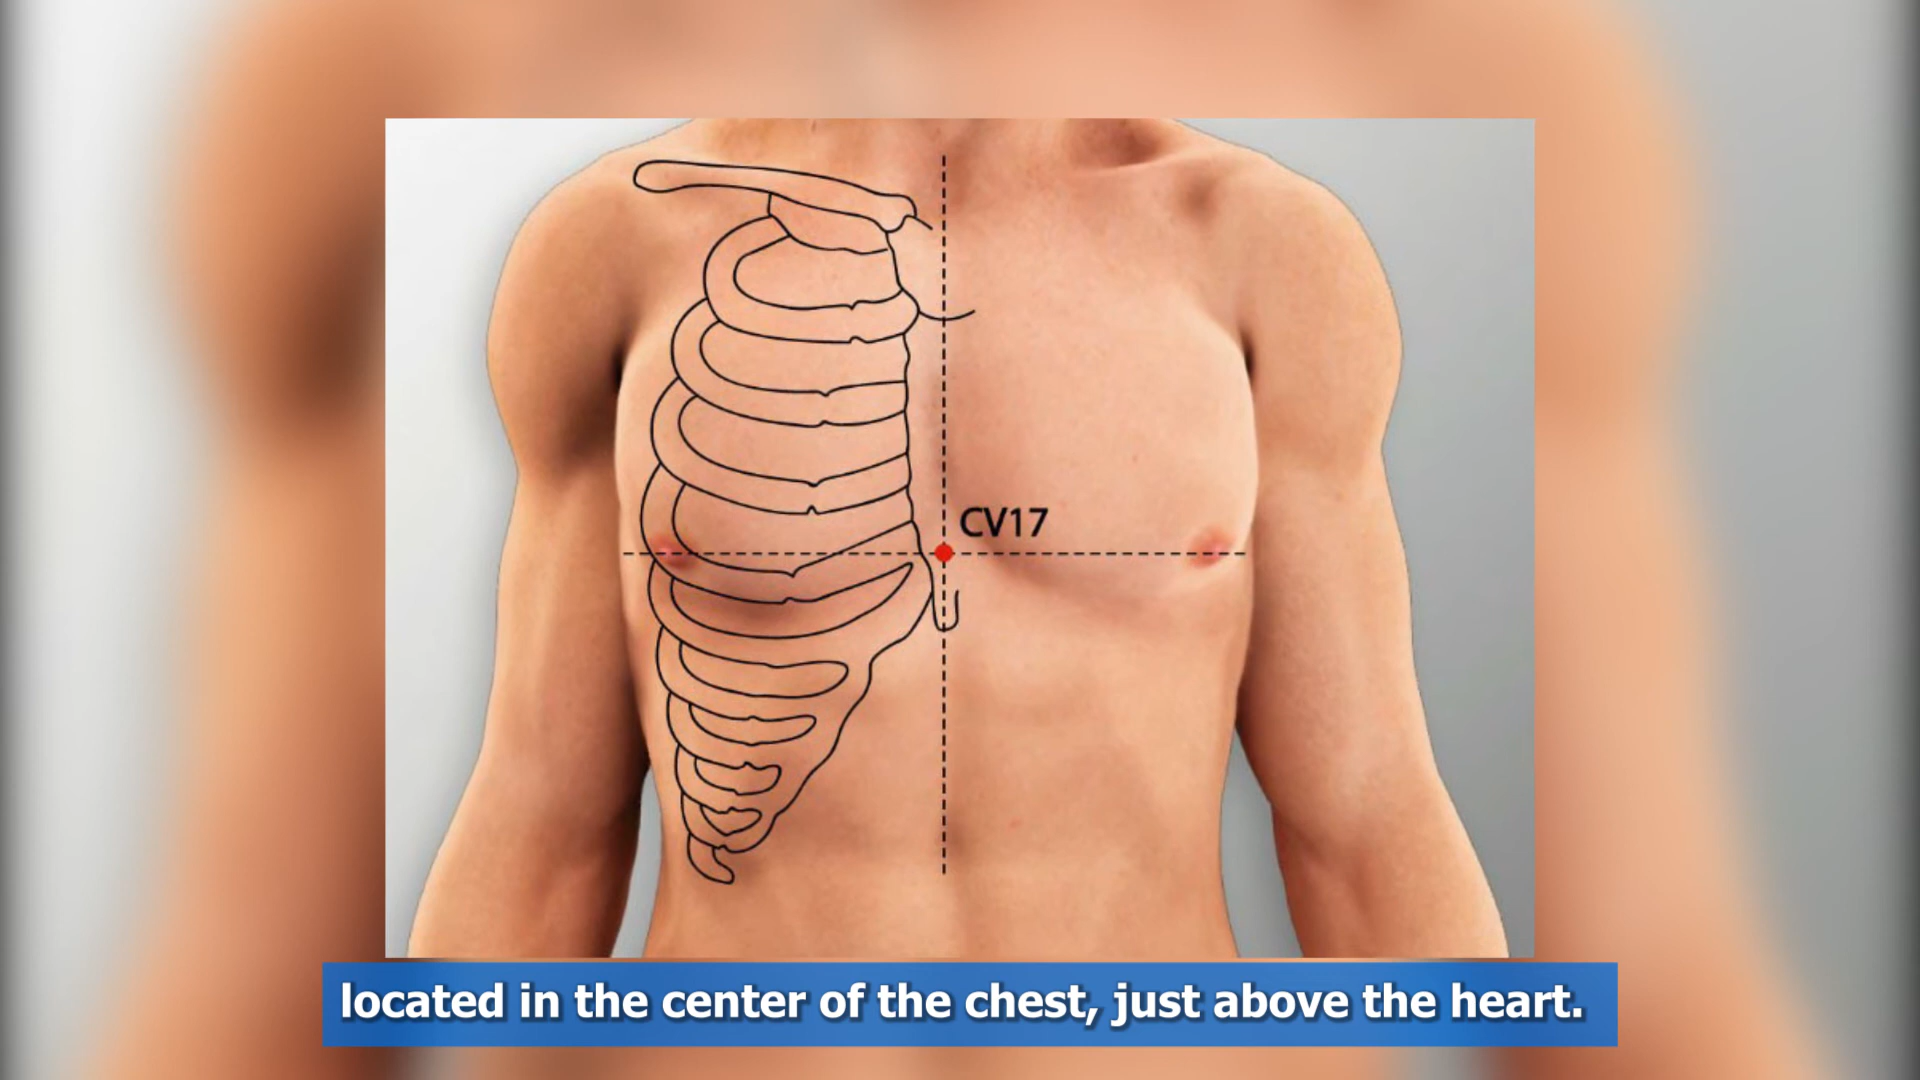 CV17
located in the center of the chest, just above the heart.